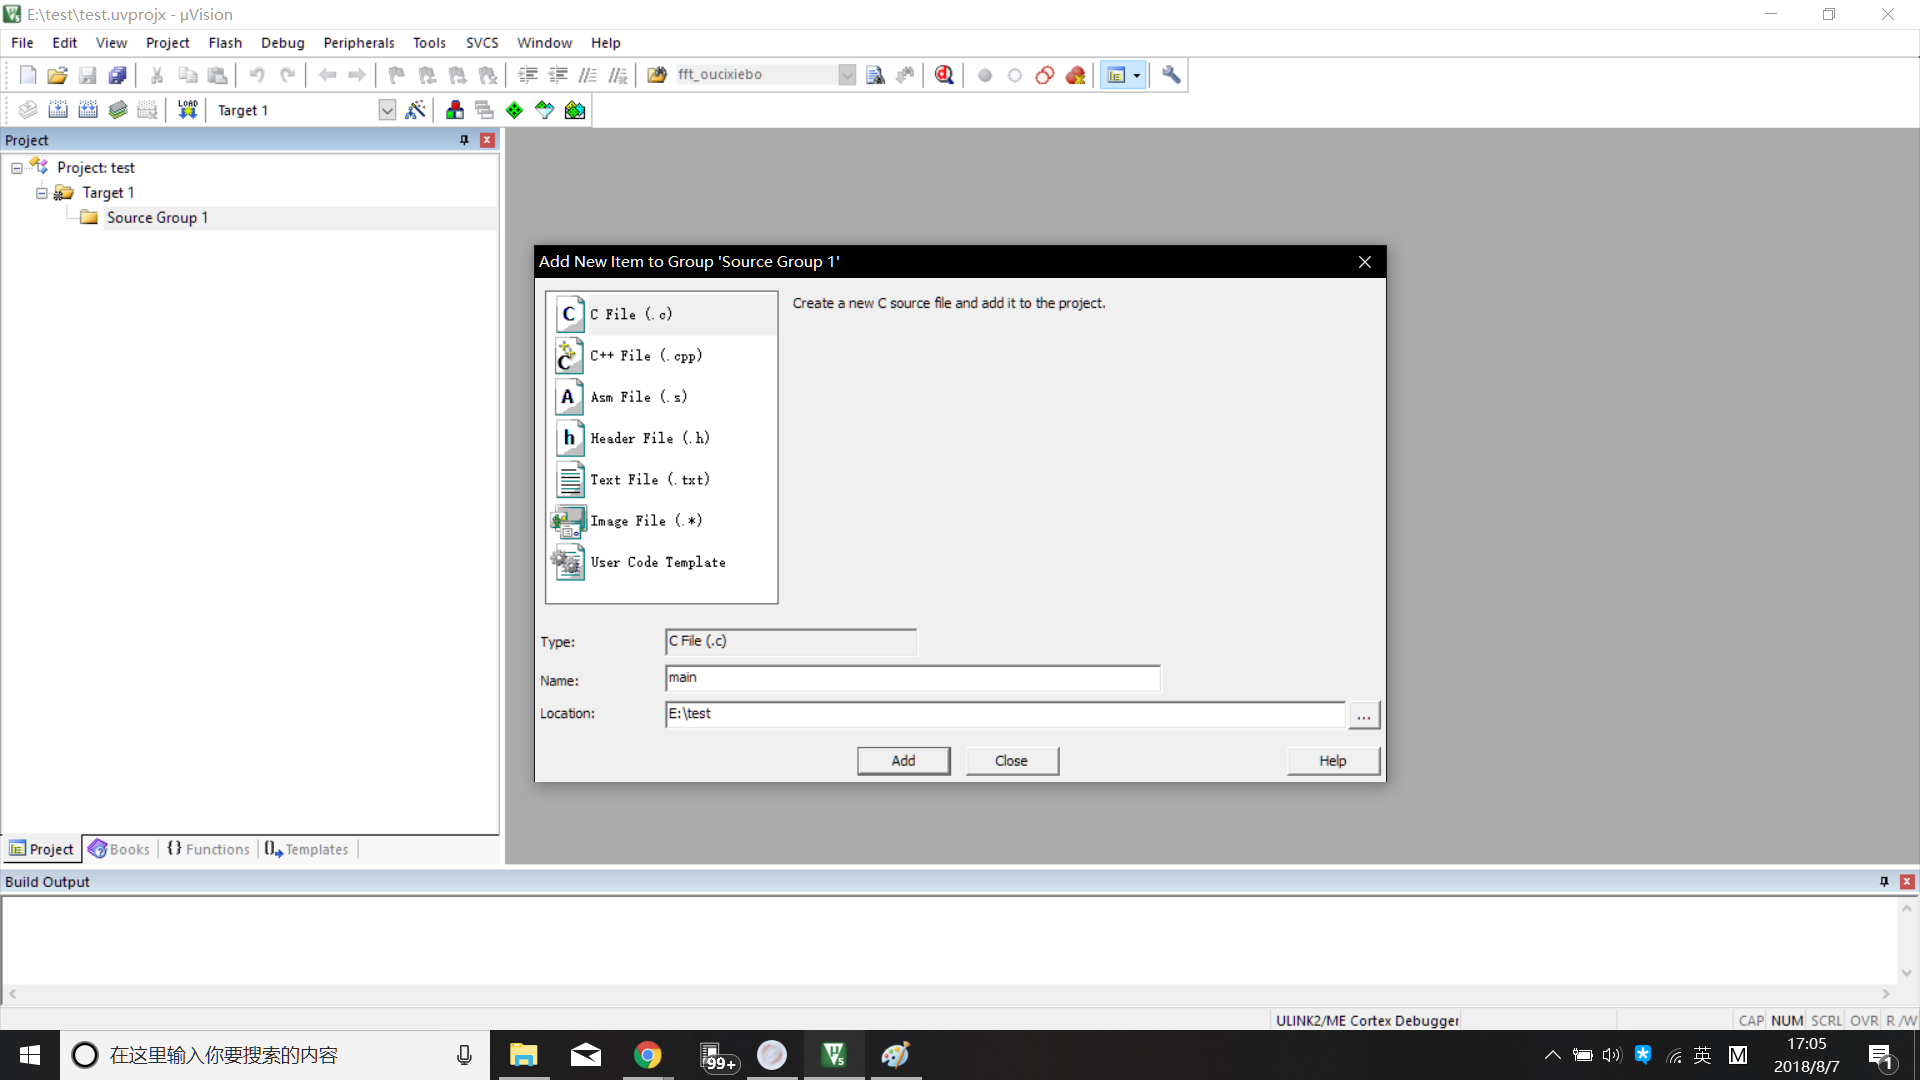 E:\test\test.uvprojx - µVision
File Edit View Project Flash Debug Peripherals Tools SVCS Window Help
fft_oucixiebo
LOAD Target 1
Project
Project: test
Target 1
Source Group 1
Add New Item to Group 'Source Group 1'
C File (.c)
C++ File (.cpp)
Asm File (.s)
Header File (.h)
Text File (.txt)
Image File (.*)
User Code Template
Create a new C source file and add it to the project.
Type: C File (.c)
Name: main
Location: E:\test ...
Add Close Help
Project Books {} Functions Templates
Build Output
ULINK2/ME Cortex Debugger CAP NUM SCRL OVR R/W
在这里输入你要搜索的内容
99+
英 M
17:05
2018/8/7
1